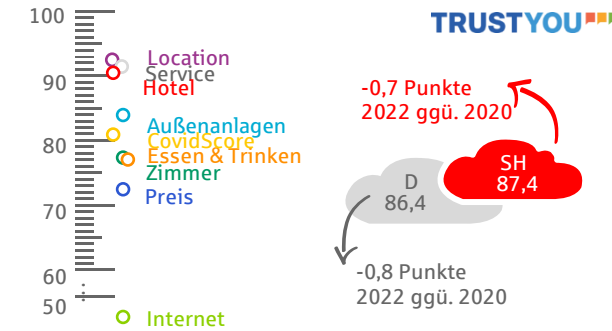 100
90
80
70
60
50
Location
Service
Hotel
Außenanlagen
CovidScore
Essen & Trinken
Zimmer
Preis
Internet
TRUSTYOU
-0,7 Punkte
2022 ggü. 2020
SH
87,4
D
86,4
-0,8 Punkte
2022 ggü. 2020